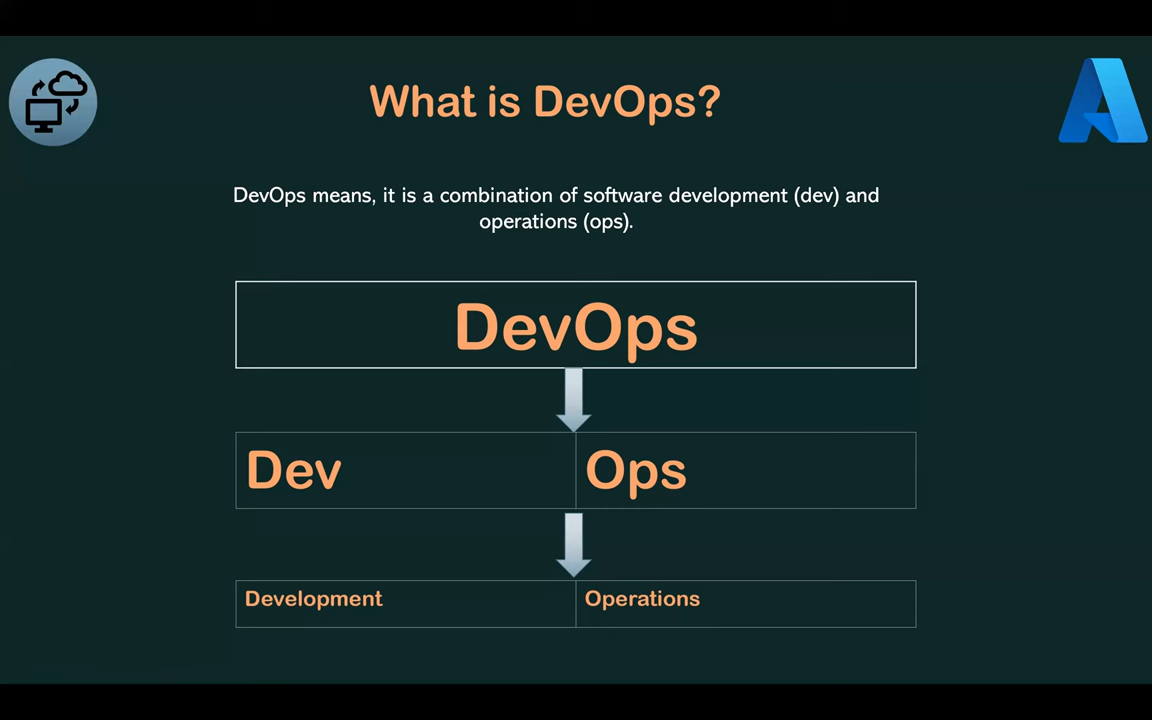 What is DevOps?
DevOps means, it is a combination of software development (dev) and
operations (ops).
DevOps
Dev
Ops
Development
Operations